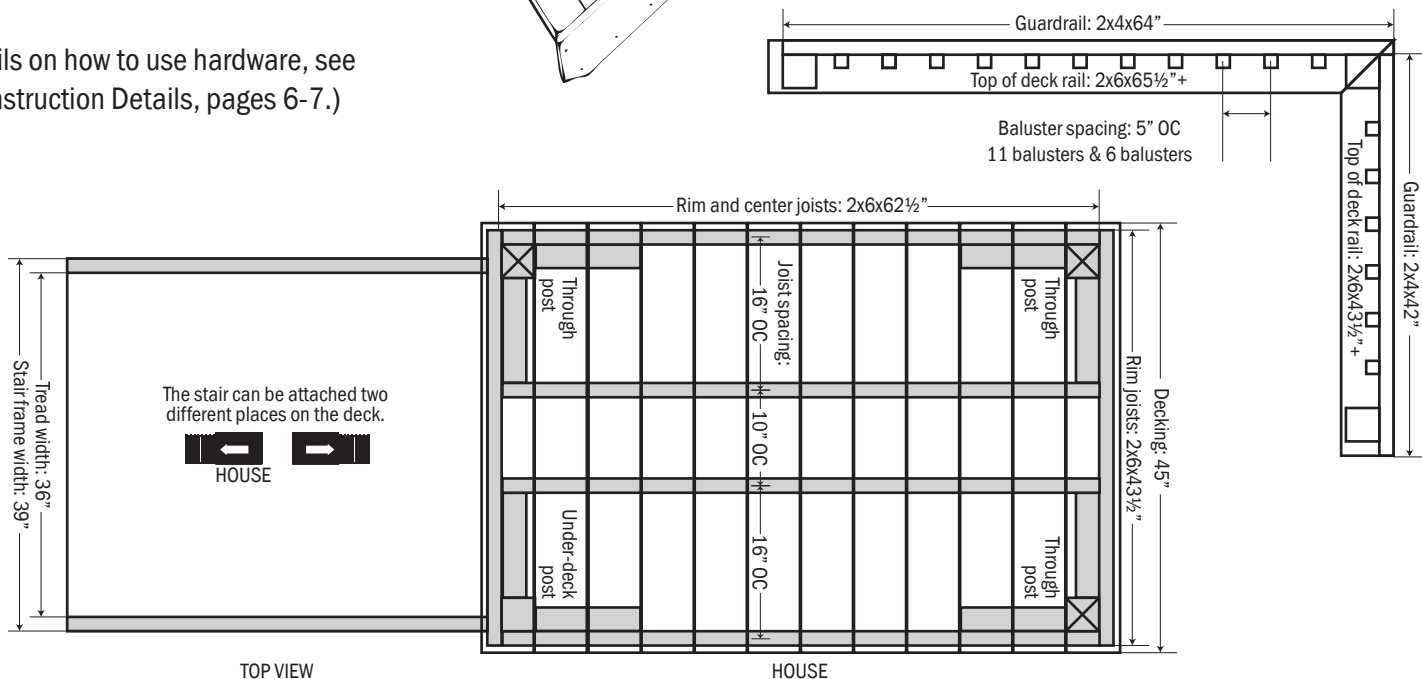 ils on how to use hardware, see
nstruction Details, pages 6-7.)
Guardrail: 2x4x64”
Top of deck rail: 2x6x65½”+
Baluster spacing: 5” OC
11 balusters & 6 balusters
Top of deck rail: 2x6x43½”+
Guardrail: 2x4x42”
Rim and center joists: 2x6x62½”
Through
post
Joist spacing:
16” OC
Through
post
10” OC
Under-deck
post
16” OC
Through
post
Rim joists: 2x6x43½”
Decking: 45”
Stair frame width: 39”
Tread width: 36”
The stair can be attached two
different places on the deck.
HOUSE
TOP VIEW
HOUSE